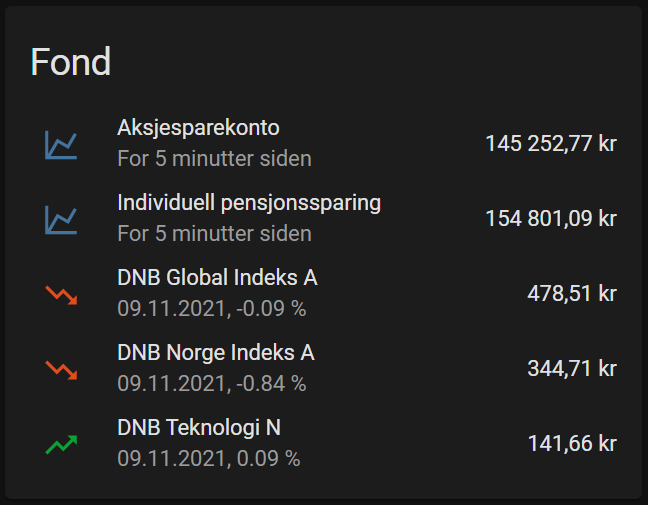 Fond
Aksjesparekonto
For 5 minutter siden
145 252,77 kr
Individuell pensjonssparing
For 5 minutter siden
154 801,09 kr
DNB Global Indeks A
09.11.2021, -0.09 %
478,51 kr
DNB Norge Indeks A
09.11.2021, -0.84 %
344,71 kr
DNB Teknologi N
09.11.2021, 0.09 %
141,66 kr